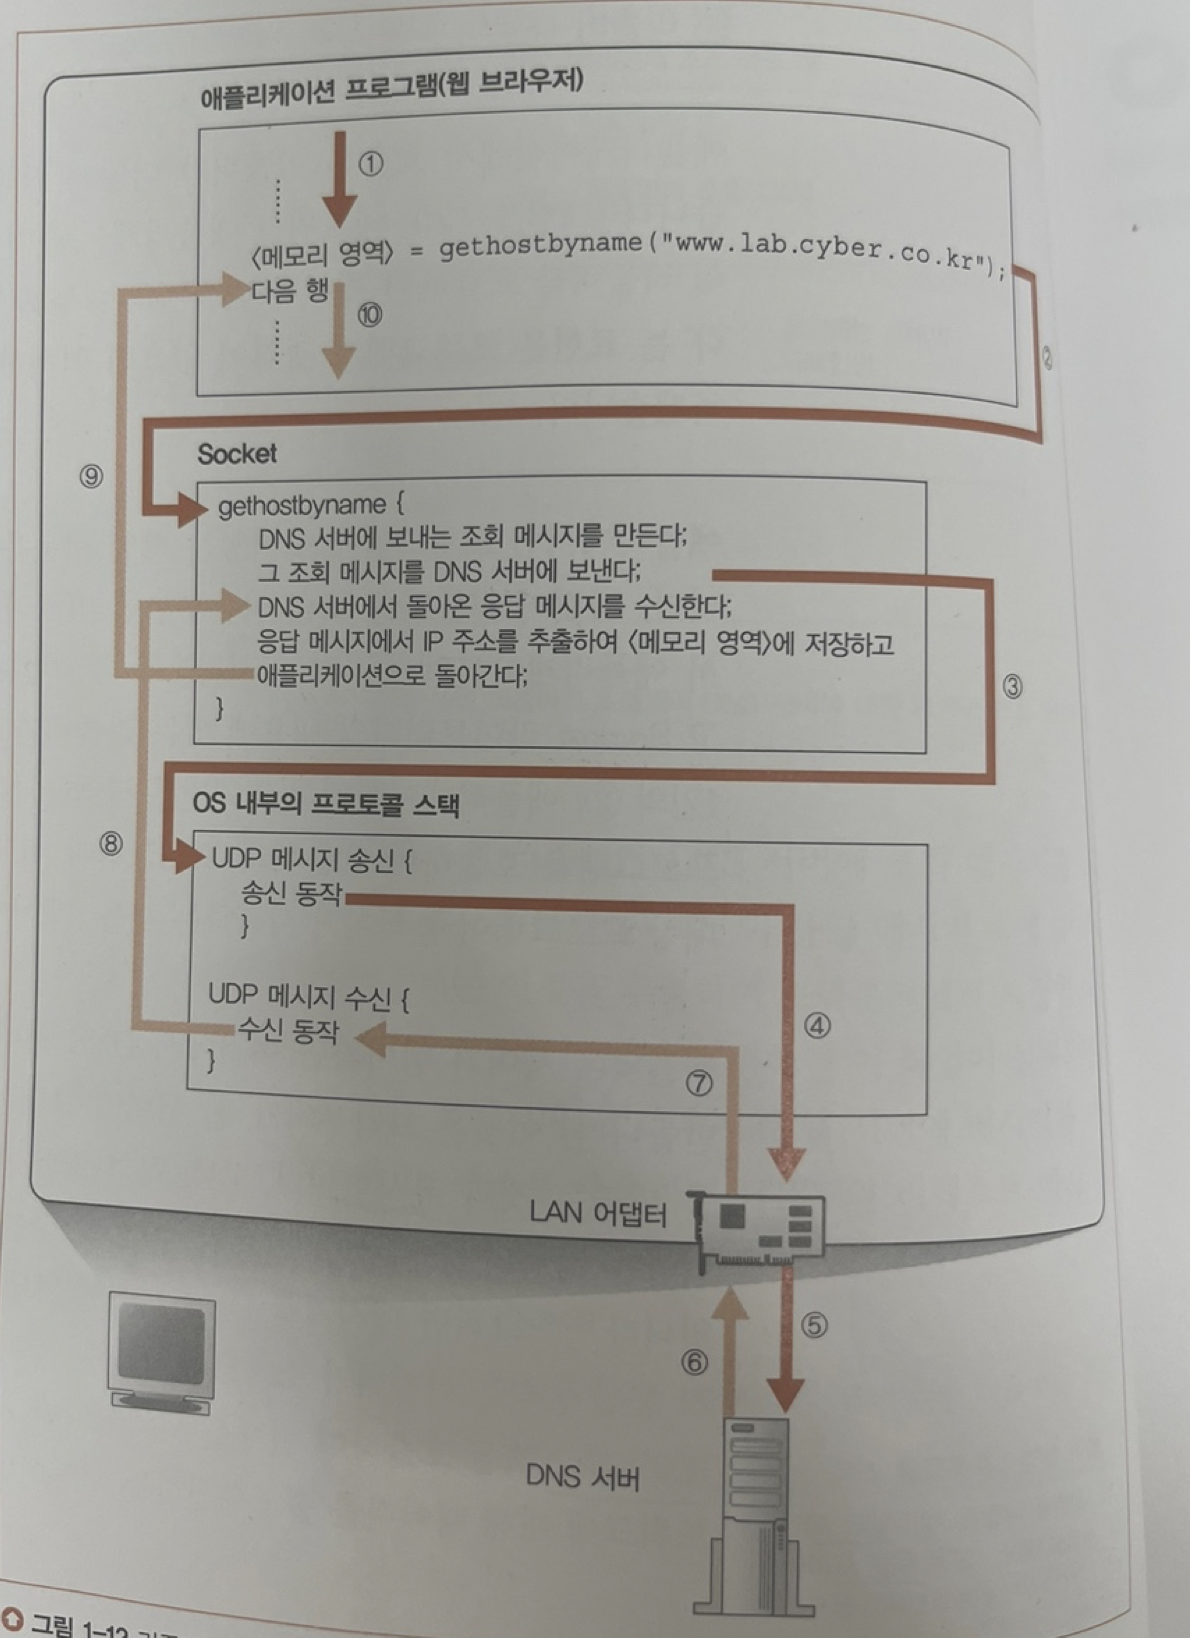 애플리케이션 프로그램(웹 브라우저)
①
〈메모리 영역〉 = gethostbyname("www.lab.cyber.co.kr");
다음 행
⑩
②
Socket
⑨
gethostbyname {
DNS 서버에 보내는 조회 메시지를 만든다;
그 조회 메시지를 DNS 서버에 보낸다;
DNS 서버에서 돌아온 응답 메시지를 수신한다;
응답 메시지에서 IP 주소를 추출하여 〈메모리 영역〉에 저장하고
애플리케이션으로 돌아간다;
}
③
OS 내부의 프로토콜 스택
⑧
UDP 메시지 송신 {
송신 동작
}
UDP 메시지 수신 {
수신 동작
}
④
⑦
LAN 어댑터
⑤
⑥
DNS 서버
그림 1-12